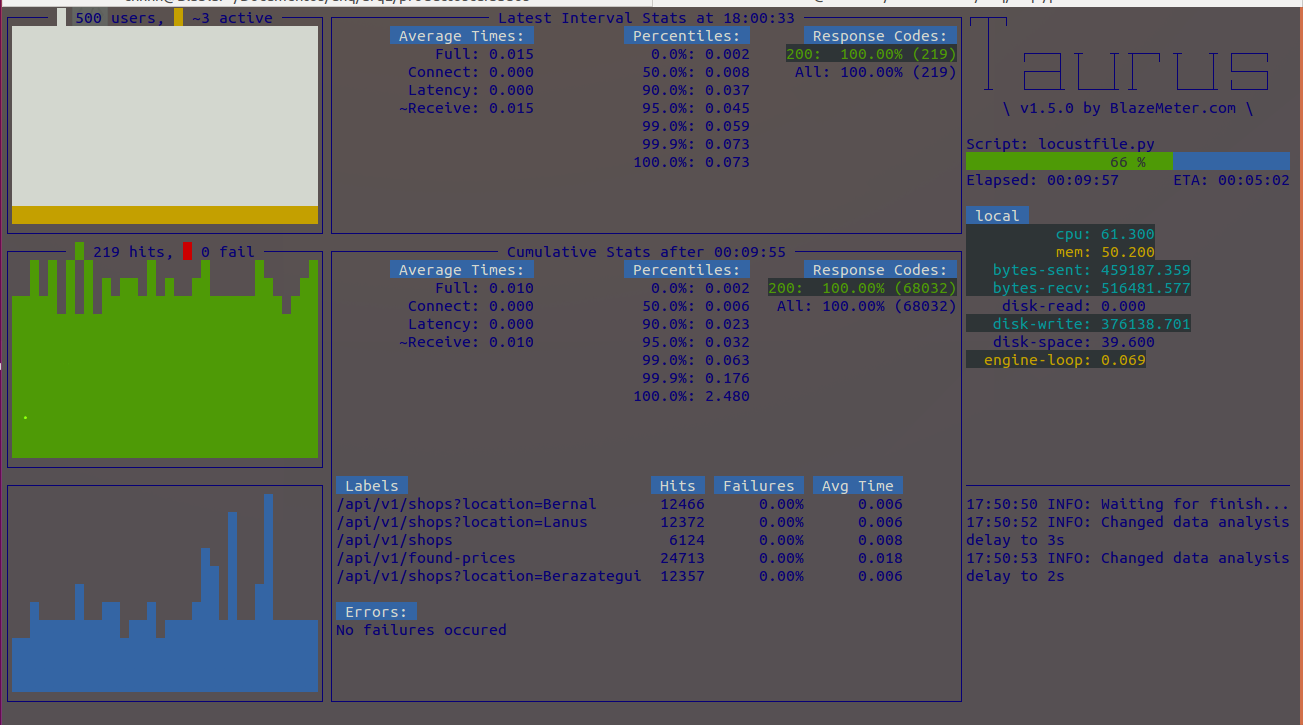 500 users, ~3 active
219 hits, 0 fail
Latest Interval Stats at 18:00:33
Average Times: Percentiles: Response Codes:
Full: 0.015 0.0%: 0.002 200: 100.00% (219)
Connect: 0.000 50.0%: 0.008 All: 100.00% (219)
Latency: 0.000 90.0%: 0.037
~Receive: 0.015 95.0%: 0.045
99.0%: 0.059
99.9%: 0.073
100.0%: 0.073
Cumulative Stats after 00:09:55
Average Times: Percentiles: Response Codes:
Full: 0.010 0.0%: 0.002 200: 100.00% (68032)
Connect: 0.000 50.0%: 0.006 All: 100.00% (68032)
Latency: 0.000 90.0%: 0.023
~Receive: 0.010 95.0%: 0.032
99.0%: 0.063
99.9%: 0.176
100.0%: 2.480
Labels Hits Failures Avg Time
/api/v1/shops?location=Bernal 12466 0.00% 0.006
/api/v1/shops?location=Lanus 12372 0.00% 0.006
/api/v1/shops 6124 0.00% 0.008
/api/v1/found-prices 24713 0.00% 0.018
/api/v1/shops?location=Berazategui 12357 0.00% 0.006
Errors:
No failures occured
Taurus
\ v1.5.0 by BlazeMeter.com \
Script: locustfile.py
66 %
Elapsed: 00:09:57 ETA: 00:05:02
local
cpu: 61.300
mem: 50.200
bytes-sent: 459187.359
bytes-recv: 516481.577
disk-read: 0.000
disk-write: 376138.701
disk-space: 39.600
engine-loop: 0.069
17:50:50 INFO: Waiting for finish...
17:50:52 INFO: Changed data analysis
delay to 3s
17:50:53 INFO: Changed data analysis
delay to 2s